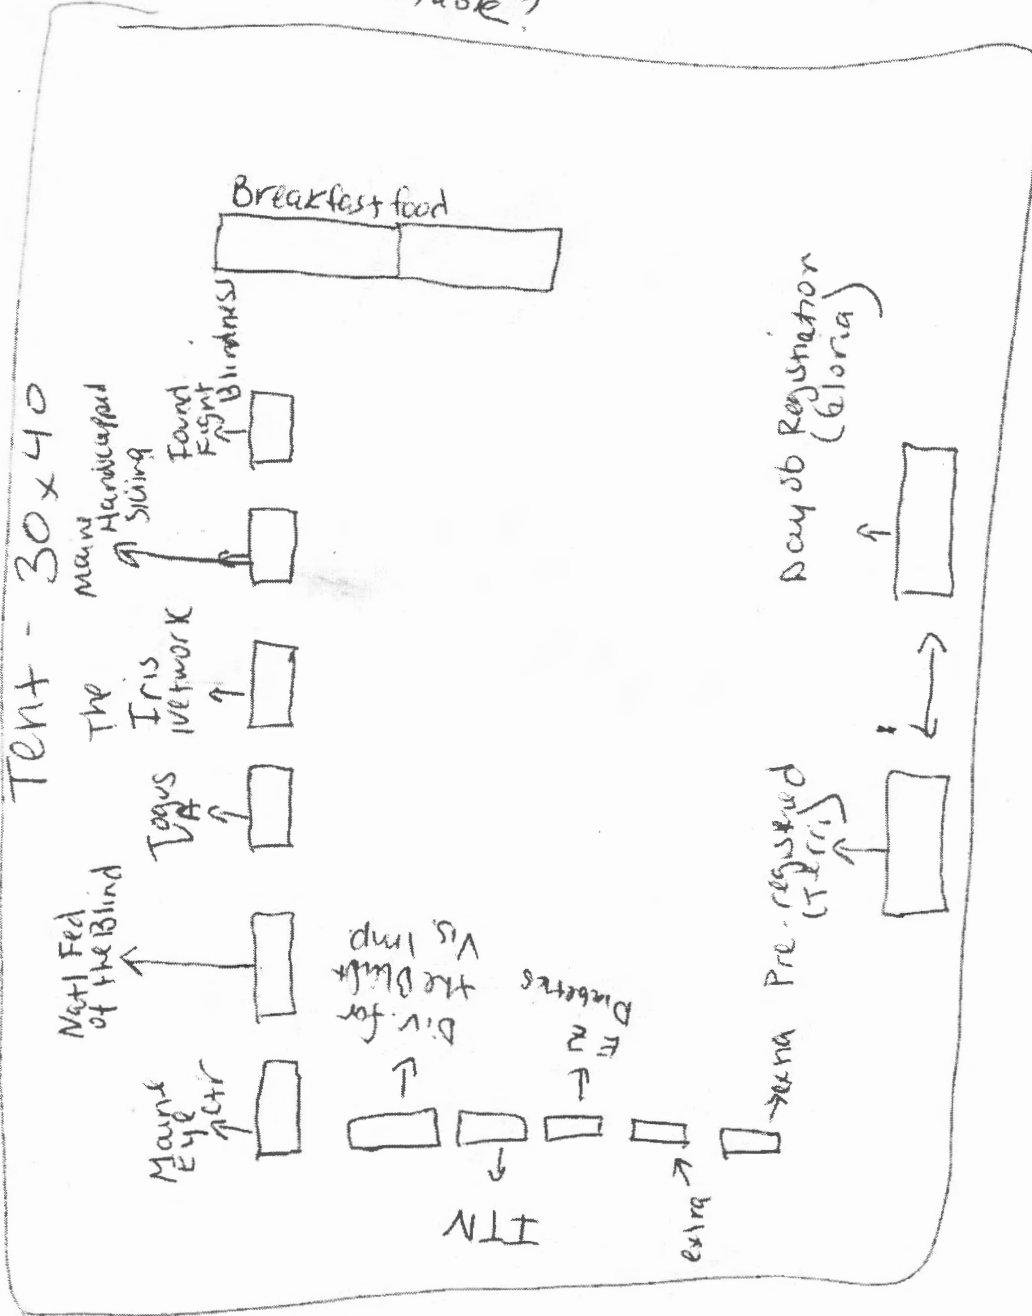 Table?
Tent - 30 x 40
Breakfast food
Found
Fight
Blindness
Maine
Handicapped
Skiing
The
Iris
Network
Togus
VA
Natl Fed
of the Blind
Maine
Eye
Ctr
Div. for
the Blind +
Vis. Imp
Diabetes
ITN
extra
extra
Pre-registered
(Terri)
Day of Registration
(Gloria)